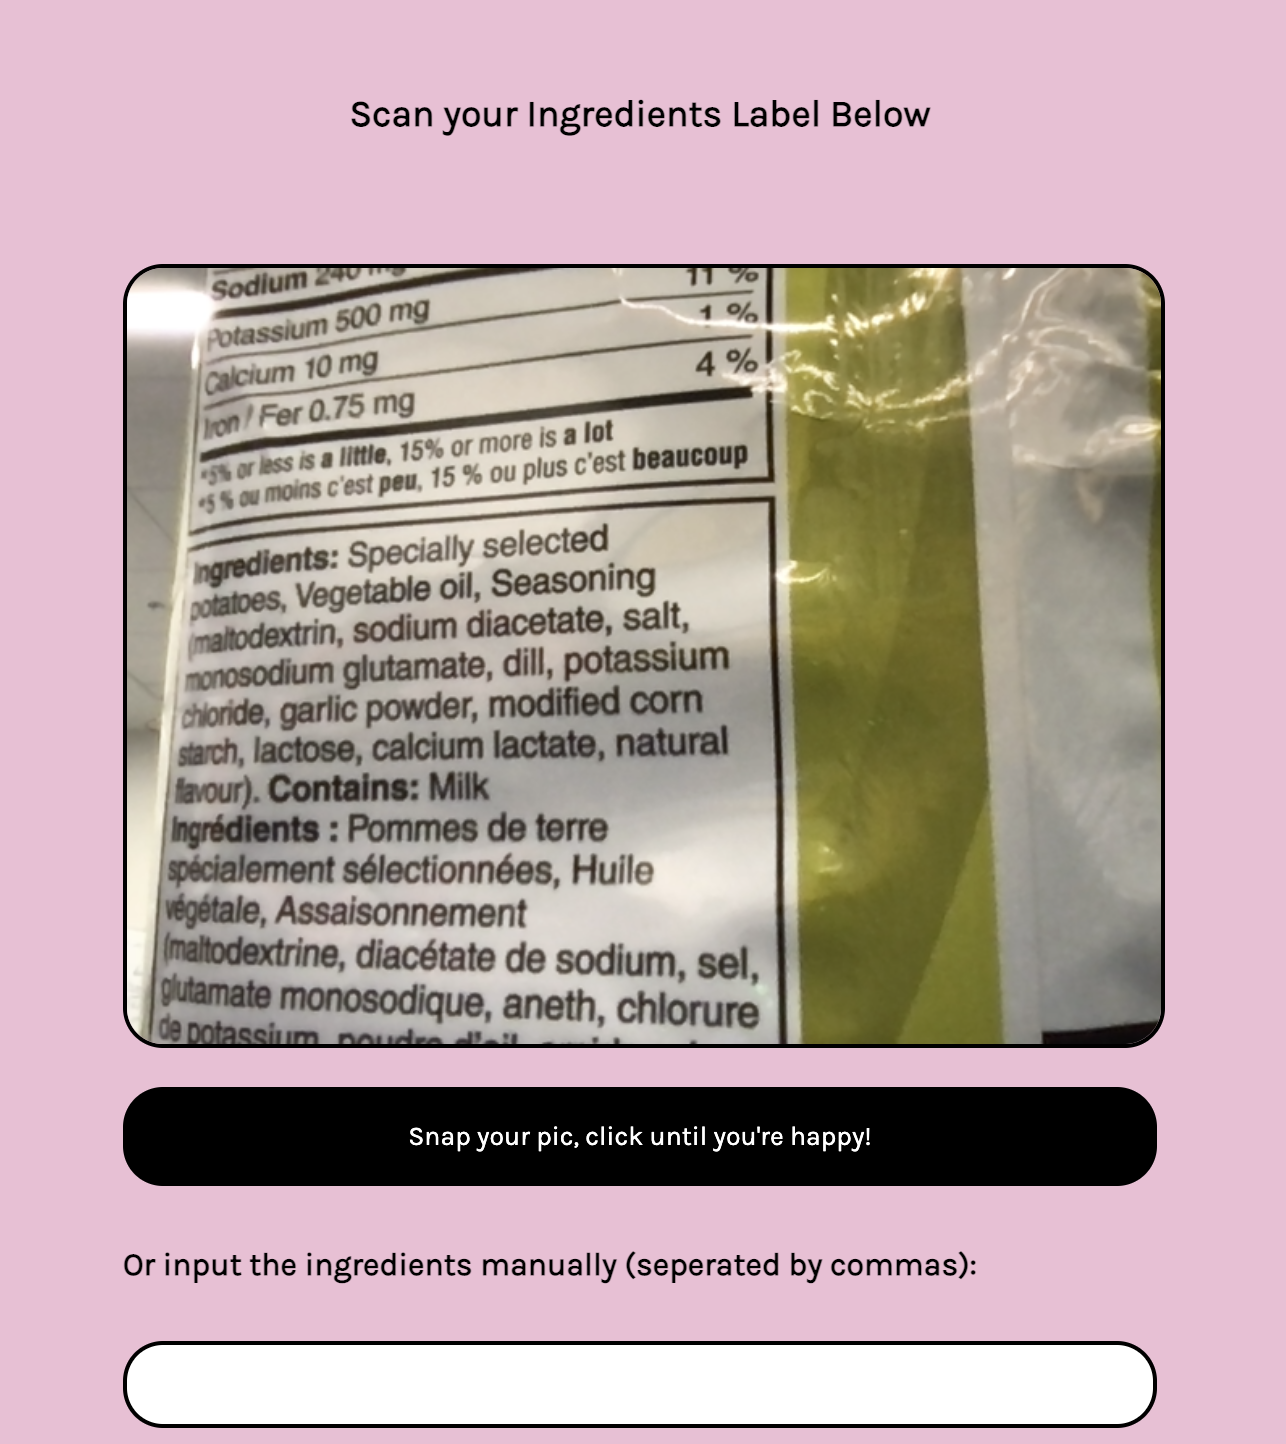 Scan your Ingredients Label Below
Sodium 240 mg
11 %
Potassium 500 mg
1 %
Calcium 10 mg
4 %
Iron / Fer 0.75 mg
*5% or less is a little, 15% or more is a lot
*5 % ou moins c'est peu, 15 % ou plus c'est beaucoup
Ingredients: Specially selected
potatoes, Vegetable oil, Seasoning
(maltodextrin, sodium diacetate, salt,
monosodium glutamate, dill, potassium
chloride, garlic powder, modified corn
starch, lactose, calcium lactate, natural
flavour). Contains: Milk
Ingrédients : Pommes de terre
spécialement sélectionnées, Huile
végétale, Assaisonnement
(maltodextrine, diacétate de sodium, sel,
glutamate monosodique, aneth, chlorure
de potassium, poudre d'ail,
Snap your pic, click until you're happy!
Or input the ingredients manually (seperated by commas):